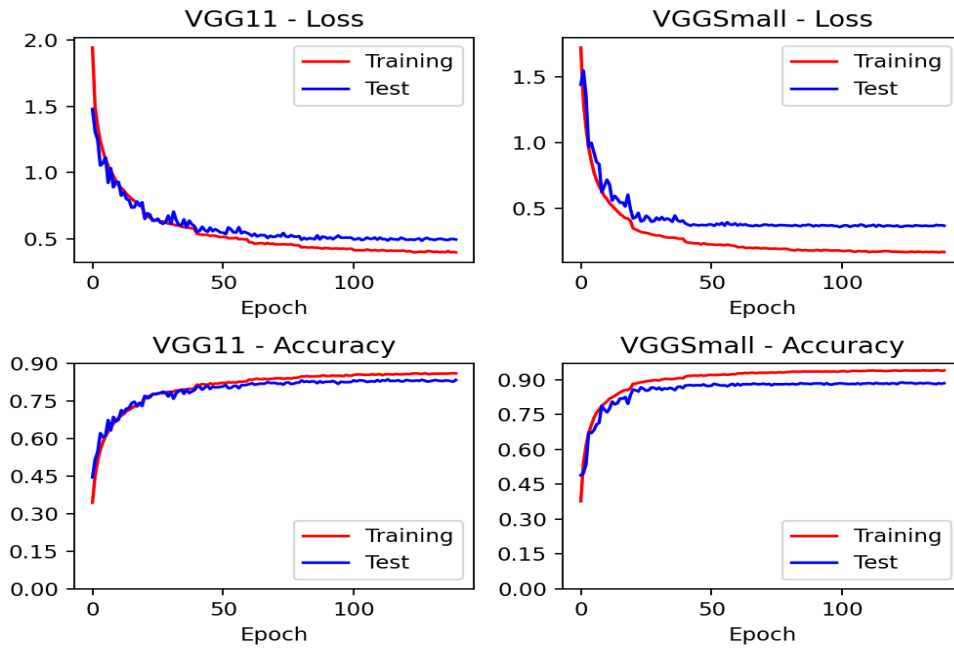 VGG11 - Loss
2.0
1.5
1.0
0.5
Training
Test
0 50 100
Epoch
VGGSmall - Loss
1.5
1.0
0.5
Training
Test
0 50 100
Epoch
VGG11 - Accuracy
0.90
0.75
0.60
0.45
0.30
0.15
0.00
Training
Test
0 50 100
Epoch
VGGSmall - Accuracy
0.90
0.75
0.60
0.45
0.30
0.15
0.00
Training
Test
0 50 100
Epoch